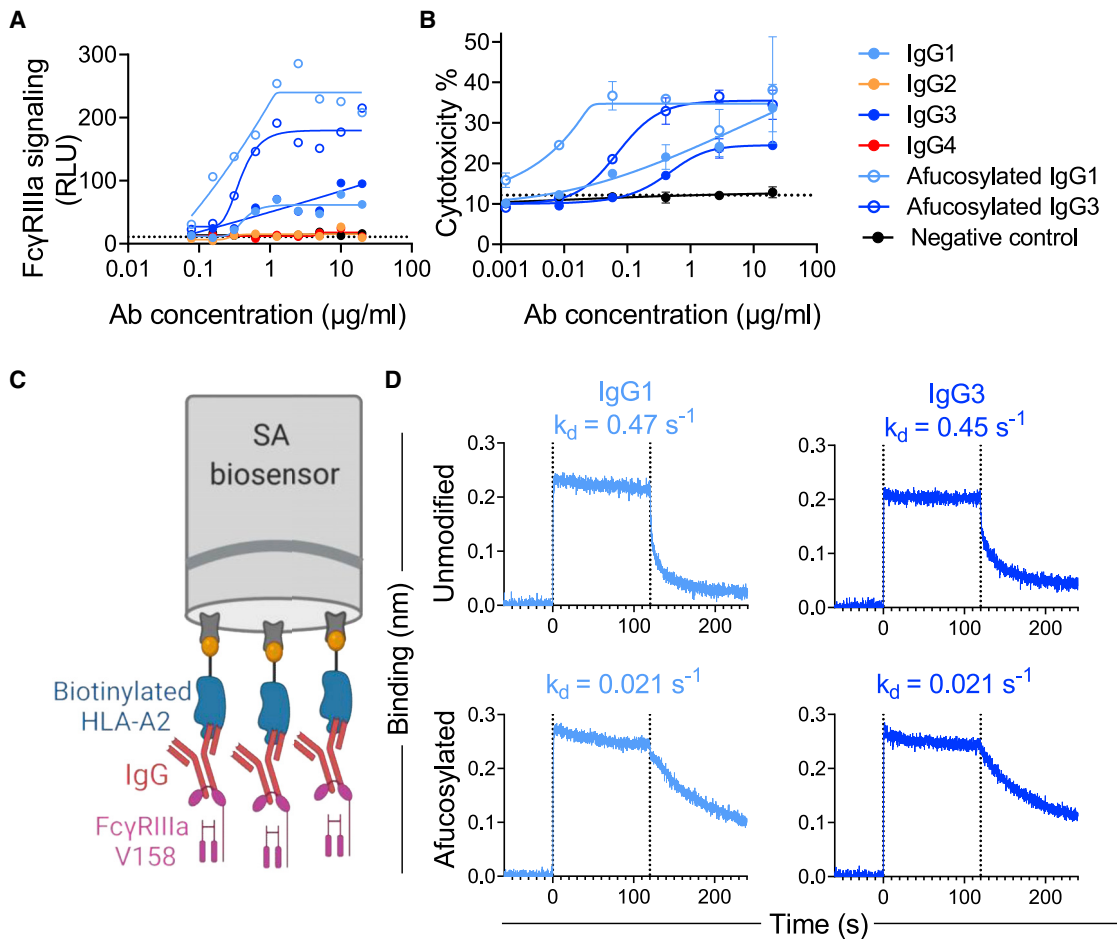 A
FcγRIIIa signaling
(RLU)
300
200
100
0
0.01
0.1
1
10
100
Ab concentration (μg/ml)
B
Cytotoxicity %
50
40
30
20
10
0
0.001
0.01
0.1
1
10
100
Ab concentration (μg/ml)
IgG1
IgG2
IgG3
IgG4
Afucosylated IgG1
Afucosylated IgG3
Negative control
C
SA
biosensor
Biotinylated
HLA-A2
IgG
FcγRIIIa
V158
D
Binding (nm)
Unmodified
IgG1
k_d = 0.47 s⁻¹
0.3
0.2
0.1
0.0
0
100
200
IgG3
k_d = 0.45 s⁻¹
0.3
0.2
0.1
0.0
0
100
200
Afucosylated
k_d = 0.021 s⁻¹
0.3
0.2
0.1
0.0
0
100
200
k_d = 0.021 s⁻¹
0.3
0.2
0.1
0.0
0
100
200
Time (s)